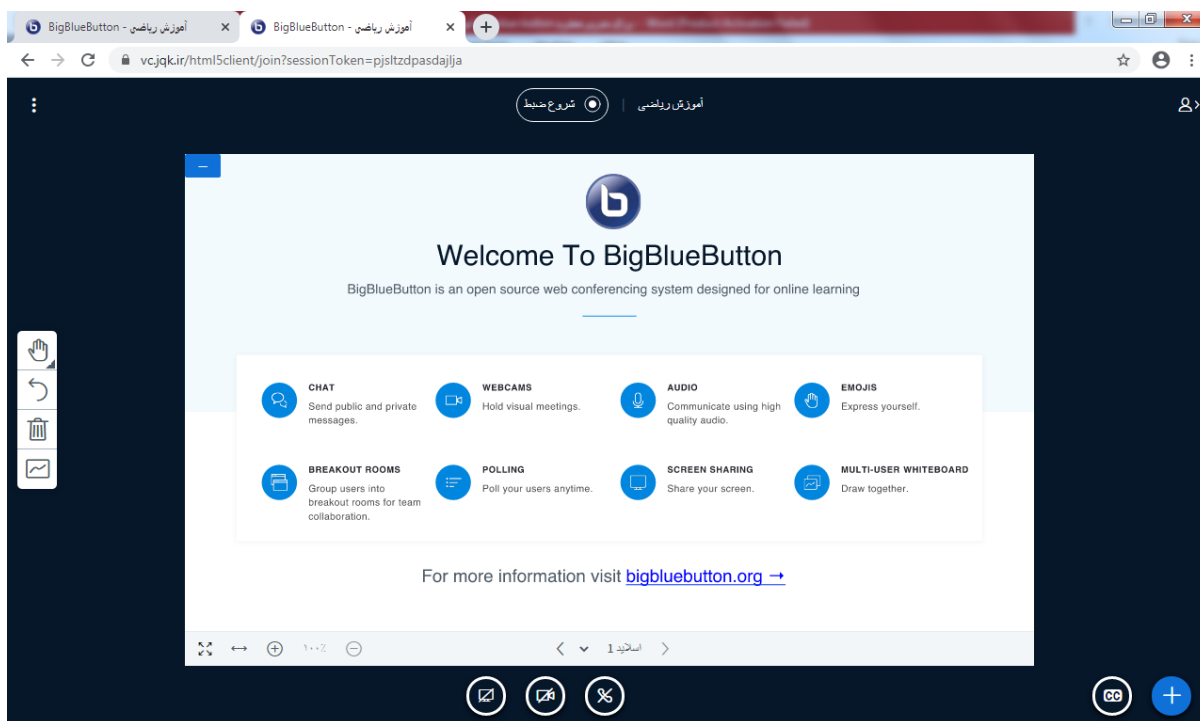 آموزش ریاضی - BigBlueButton
آموزش ریاضی - BigBlueButton
vc.jqk.ir/html5client/join?sessionToken=pjsltzdpasdajlja
آموزش ریاضی | شروع ضبط
Welcome To BigBlueButton
BigBlueButton is an open source web conferencing system designed for online learning
CHAT
Send public and private
messages.
WEBCAMS
Hold visual meetings.
AUDIO
Communicate using high
quality audio.
EMOJIS
Express yourself.
BREAKOUT ROOMS
Group users into
breakout rooms for team
collaboration.
POLLING
Poll your users anytime.
SCREEN SHARING
Share your screen.
MULTI-USER WHITEBOARD
Draw together.
For more information visit bigbluebutton.org →
۱۰۰٪
اسلاید 1
CC